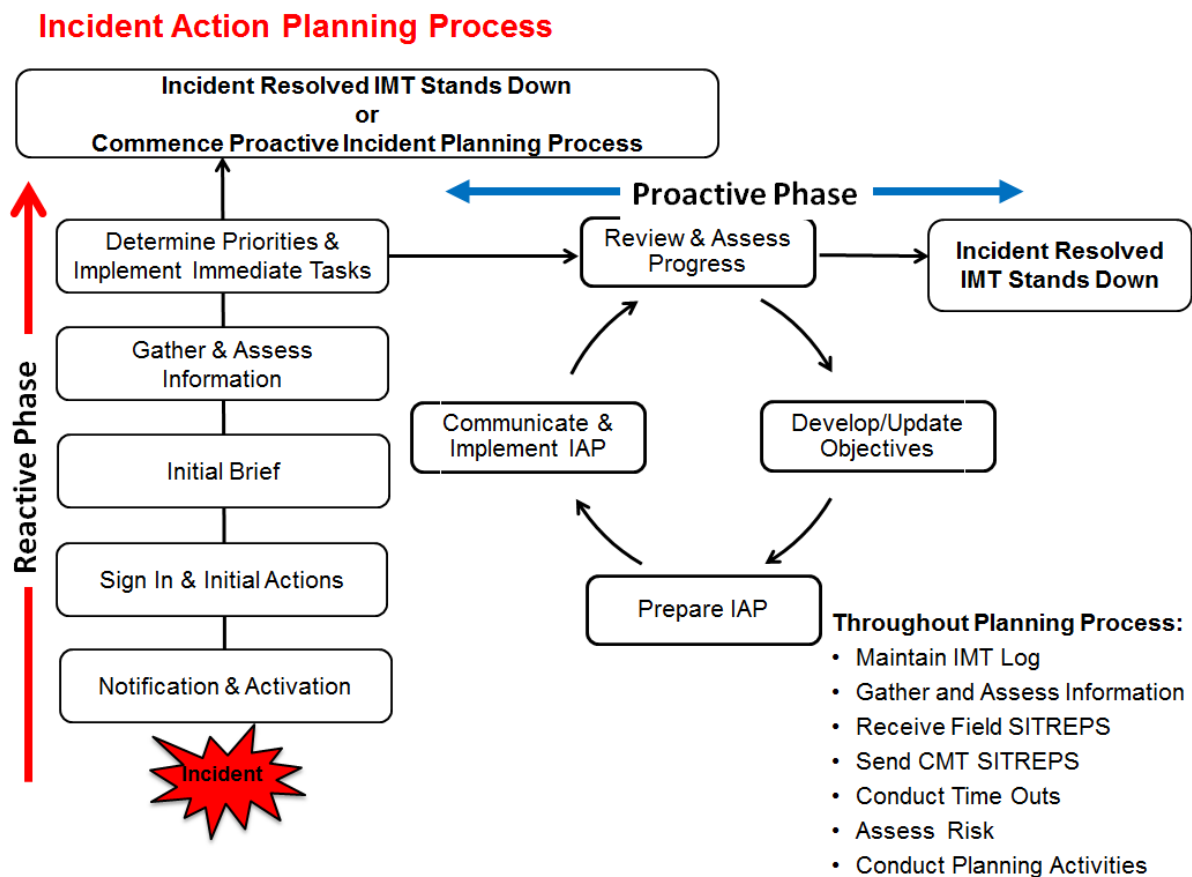 Incident Action Planning Process
Incident Resolved IMT Stands Down
or
Commence Proactive Incident Planning Process
Proactive Phase
Reactive Phase
Determine Priorities &
Implement Immediate Tasks
Review & Assess
Progress
Incident Resolved
IMT Stands Down
Gather & Assess
Information
Communicate &
Implement IAP
Develop/Update
Objectives
Initial Brief
Sign In & Initial Actions
Prepare IAP
Notification & Activation
Incident
Throughout Planning Process:
• Maintain IMT Log
• Gather and Assess Information
• Receive Field SITREPS
• Send CMT SITREPS
• Conduct Time Outs
• Assess Risk
• Conduct Planning Activities